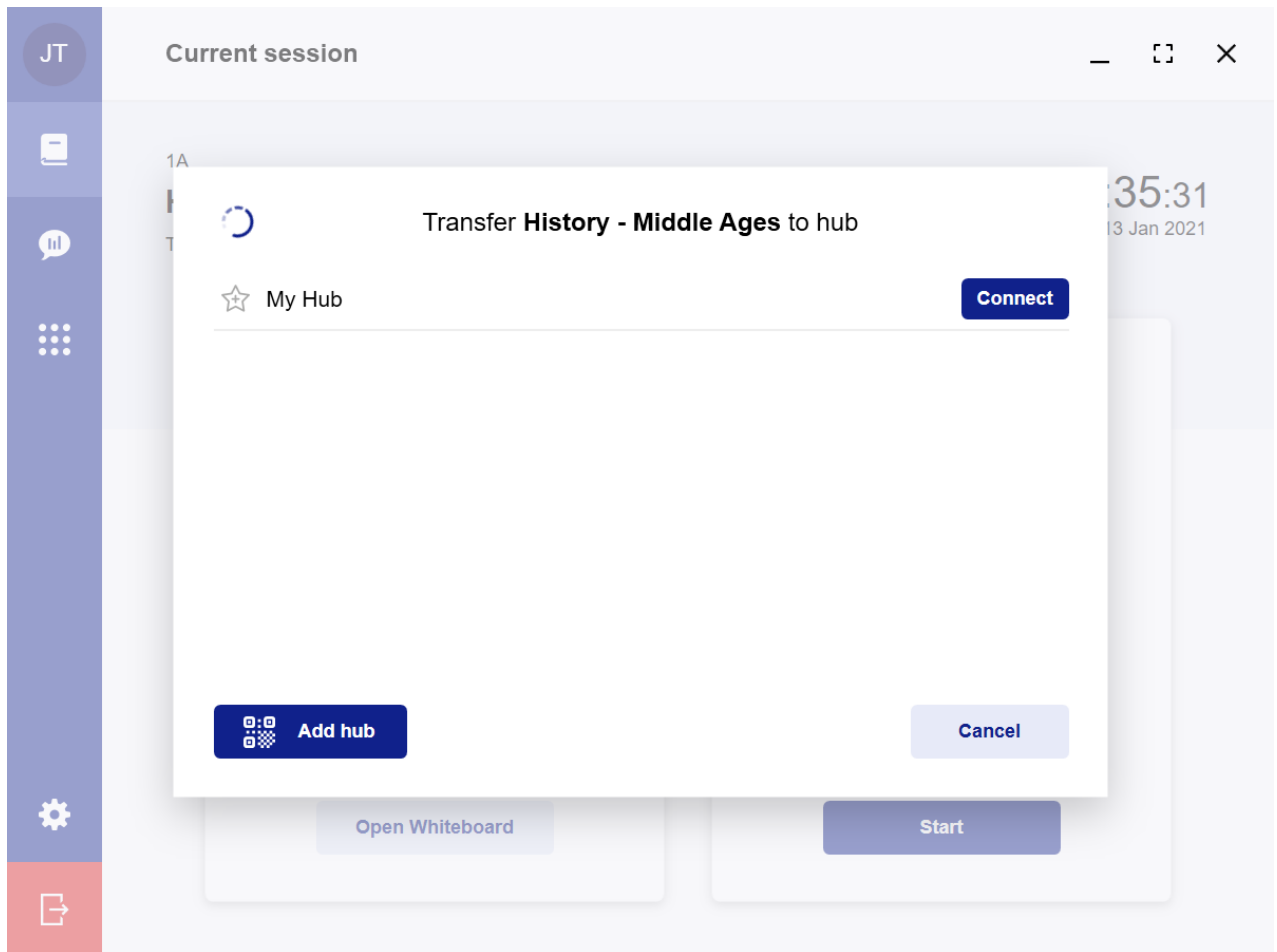 JT
Current session
1A
:35:31
13 Jan 2021
Transfer History - Middle Ages to hub
My Hub
Connect
Add hub
Cancel
Open Whiteboard
Start